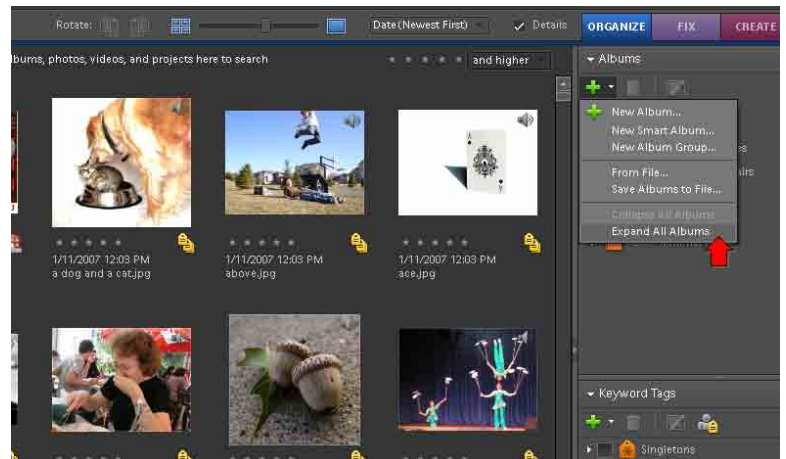 Rotate:
Date (Newest First)
Details
ORGANIZE
FIX
CREATE
lbums, photos, videos, and projects here to search
and higher
Albums
New Album...
New Smart Album...
New Album Group...
From File...
Save Albums to File...
Collapse All Albums
Expand All Albums
es
airs
A
A
1/11/2007 12:03 PM
a dog and a cat.jpg
1/11/2007 12:03 PM
above.jpg
1/11/2007 12:03 PM
ace.jpg
Keyword Tags
Singletons